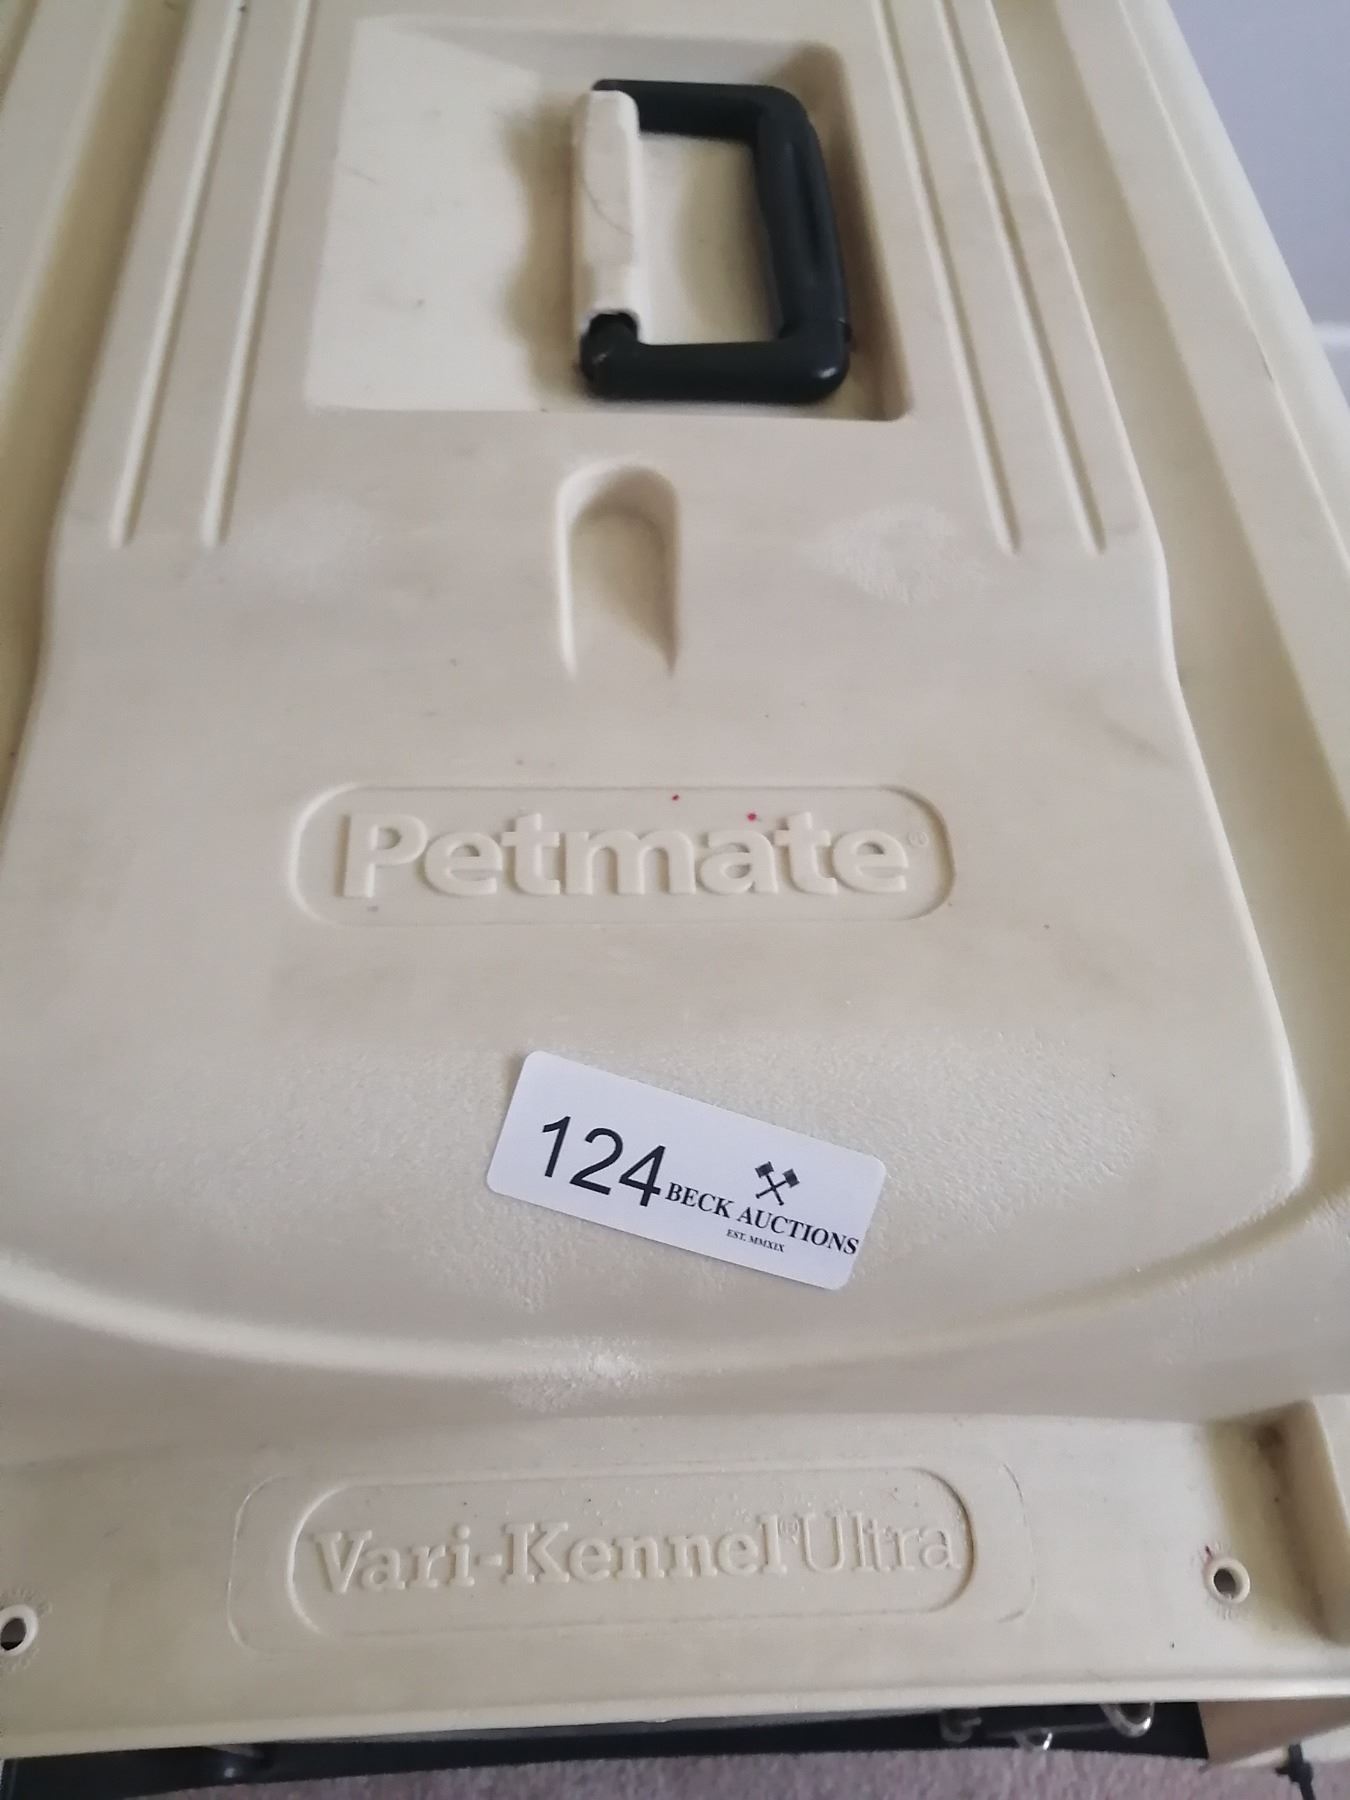 Petmate®
124 BECK AUCTIONS
EST. MMXIX
Vari-Kennel® Ultra